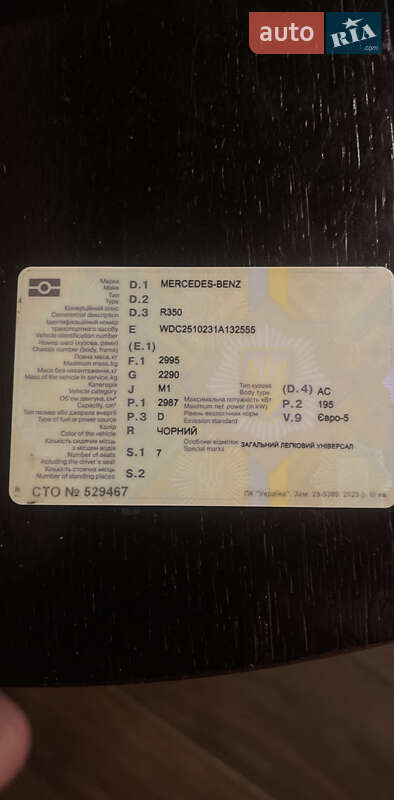 auto RIA .com
Марка
Make D.1 MERCEDES-BENZ
Тип
Type D.2
Комерційний опис
Commercial description D.3 R350
Ідентифікаційний номер
транспортного засобу E WDC2510231A132555
Vehicle identification number
Номер шасі (кузова, рами)
Chassis number (body, frame) (E.1)
Повна маса, кг
Maximum mass, kg F.1 2995
Маса без навантаження, кг
Mass of the vehicle in service, kg G 2290
Категорія
Vehicle category J M1 Тип кузова
Body type (D.4) AC
Об'єм двигуна, см³
Capacity, cm³ P.1 2987 Максимальна потужність кВт
Maximum net power (in kW) P.2 195
Тип палива або джерела енергії
Type of fuel or power source P.3 D Рівень екологічних норм
Emission standard V.9 Євро-5
Колір
Color of the vehicle R ЧОРНИЙ
Кількість сидячих місць
з місцем водія
Number of seats S.1 7 Особливі відмітки
Special marks ЗАГАЛЬНИЙ ЛЕГКОВИЙ УНІВЕРСАЛ
including the driver's seat
Кількість стоячих місць
Number of standing places S.2
СТО № 529467
ПК "Україна". Зам. 23-5389. 2023 р. III кв.